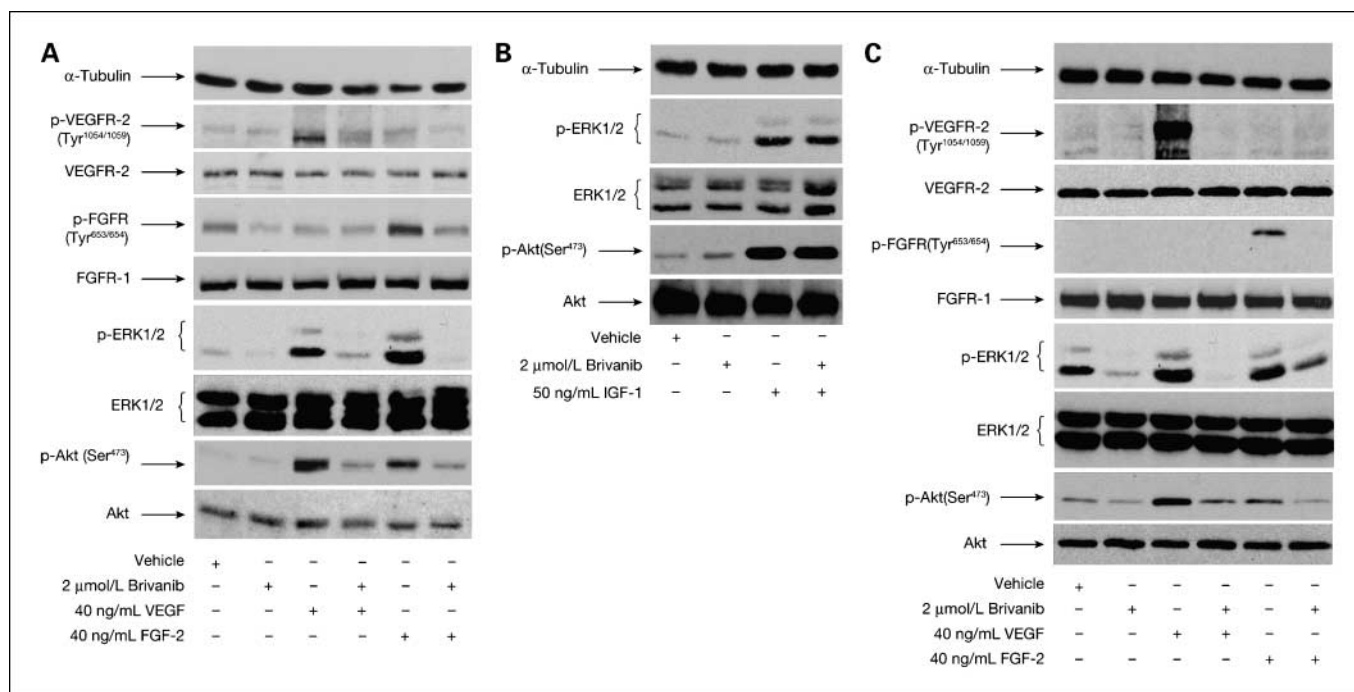 A
α-Tubulin
p-VEGFR-2
(Tyr1054/1059)
VEGFR-2
p-FGFR
(Tyr653/654)
FGFR-1
p-ERK1/2 {
ERK1/2 {
p-Akt (Ser473)
Akt
Vehicle + – – – – –
2 µmol/L Brivanib – + – + – +
40 ng/mL VEGF – – + + – –
40 ng/mL FGF-2 – – – – + +
B
α-Tubulin
p-ERK1/2 {
ERK1/2 {
p-Akt(Ser473)
Akt
Vehicle + – – –
2 µmol/L Brivanib – + – +
50 ng/mL IGF-1 – – + +
C
α-Tubulin
p-VEGFR-2
(Tyr1054/1059)
VEGFR-2
p-FGFR(Tyr653/654)
FGFR-1
p-ERK1/2 {
ERK1/2 {
p-Akt(Ser473)
Akt
Vehicle + – – – – –
2 µmol/L Brivanib – + – + – +
40 ng/mL VEGF – – + + – –
40 ng/mL FGF-2 – – – – + +